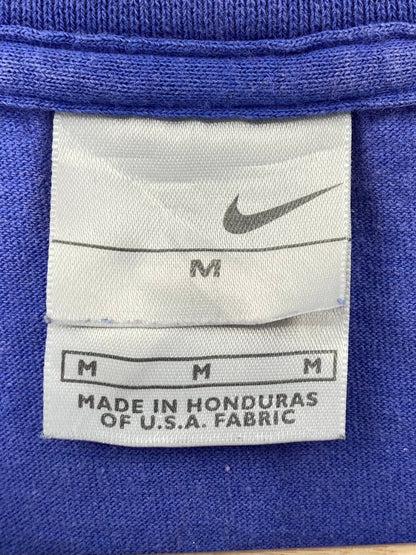 M
M M M
MADE IN HONDURAS
OF U.S.A. FABRIC